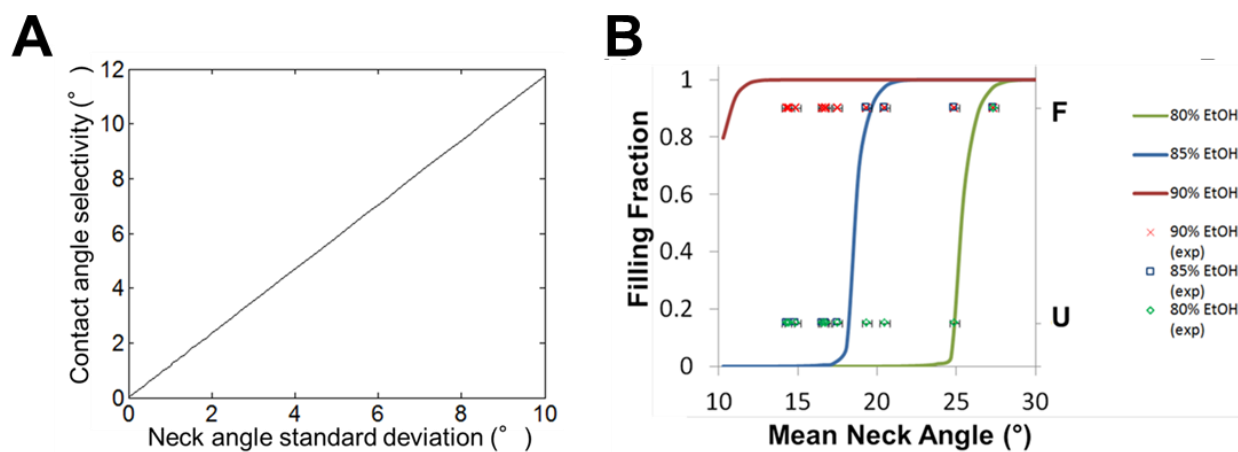 A
B
12
10
8
6
4
2
0
0 2 4 6 8 10
Contact angle selectivity (°)
Neck angle standard deviation (°)
1
0.8
0.6
0.4
0.2
0
10 15 20 25 30
Filling Fraction
Mean Neck Angle (°)
F
U
80% EtOH
85% EtOH
90% EtOH
90% EtOH
(exp)
85% EtOH
(exp)
80% EtOH
(exp)